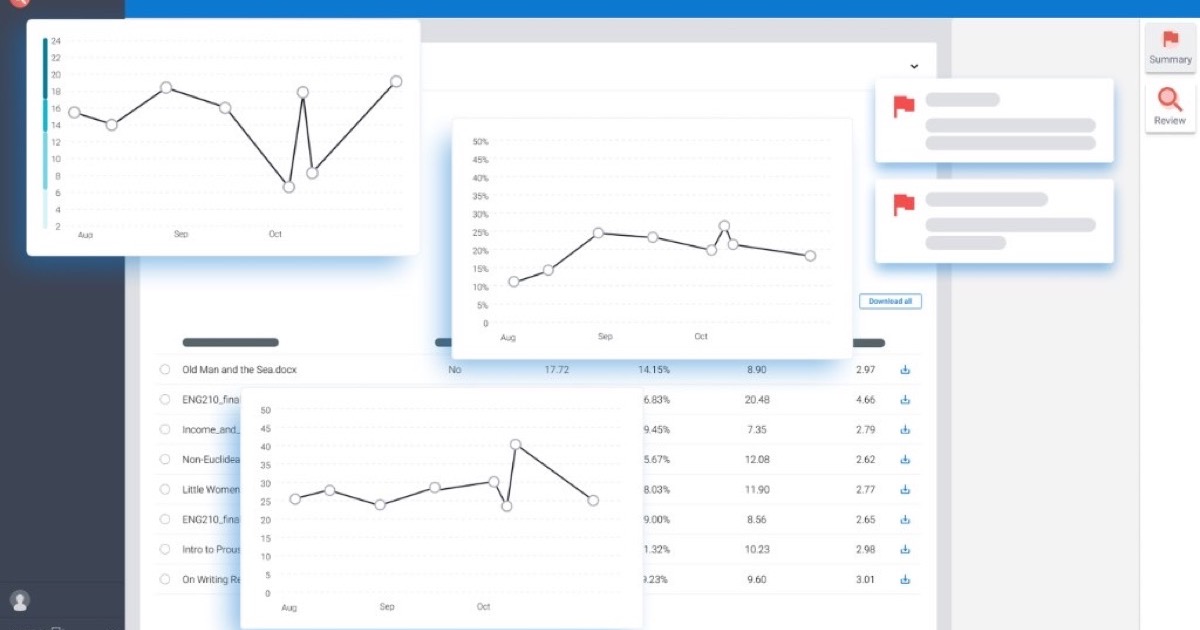 24
22
20
18
16
14
12
10
8
6
4
2
Aug
Sep
Oct
50%
45%
40%
35%
30%
25%
20%
15%
10%
5%
0
Aug
Sep
Oct
Summary
Review
Download all
Old Man and the Sea.docx No 17.72 14.15% 8.90 2.97
ENG210_fina 6.83% 20.48 4.66
Income_and_ 9.45% 7.35 2.79
Non-Euclidea 5.67% 12.08 2.62
Little Women 8.03% 11.90 2.77
ENG210_fina 9.00% 8.56 2.65
Intro to Prous 1.32% 10.23 2.98
On Writing Re 9.23% 9.60 3.01
50
45
40
35
30
25
20
15
10
5
0
Aug
Sep
Oct